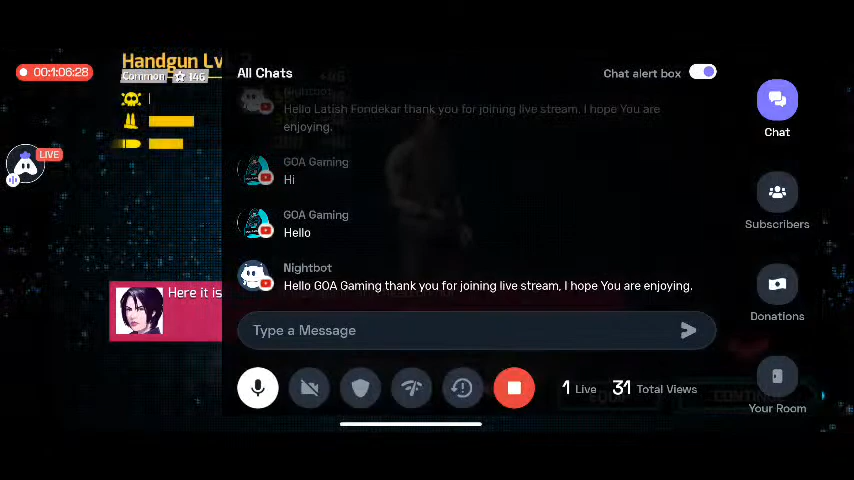 00:1:06:28
Handgun Lv
Common ☆ 146
All Chats
Chat alert box
+46
Nightbot
Hello Latish Fondekar thank you for joining live stream, I hope You are
enjoying.
LIVE
GOA Gaming
Hi
Chat
GOA Gaming
Hello
Subscribers
Nightbot
Hello GOA Gaming thank you for joining live stream, I hope You are enjoying.
Here it is
Donations
Type a Message
1 Live 31 Total Views
Your Room